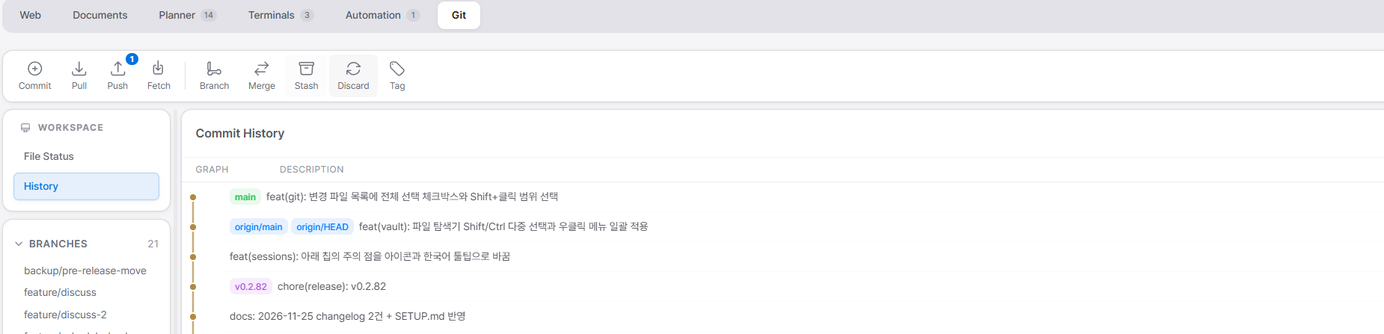 Web Documents Planner 14 Terminals 3 Automation 1 Git
1
Commit Pull Push Fetch Branch Merge Stash Discard Tag
WORKSPACE
File Status
History
BRANCHES 21
backup/pre-release-move
feature/discuss
feature/discuss-2
Commit History
GRAPH DESCRIPTION
main feat(git): 변경 파일 목록에 전체 선택 체크박스와 Shift+클릭 범위 선택
origin/main origin/HEAD feat(vault): 파일 탐색기 Shift/Ctrl 다중 선택과 우클릭 메뉴 일괄 적용
feat(sessions): 아래 칩의 주의 점을 아이콘과 한국어 툴팁으로 바꿈
v0.2.82 chore(release): v0.2.82
docs: 2026-11-25 changelog 2건 + SETUP.md 반영